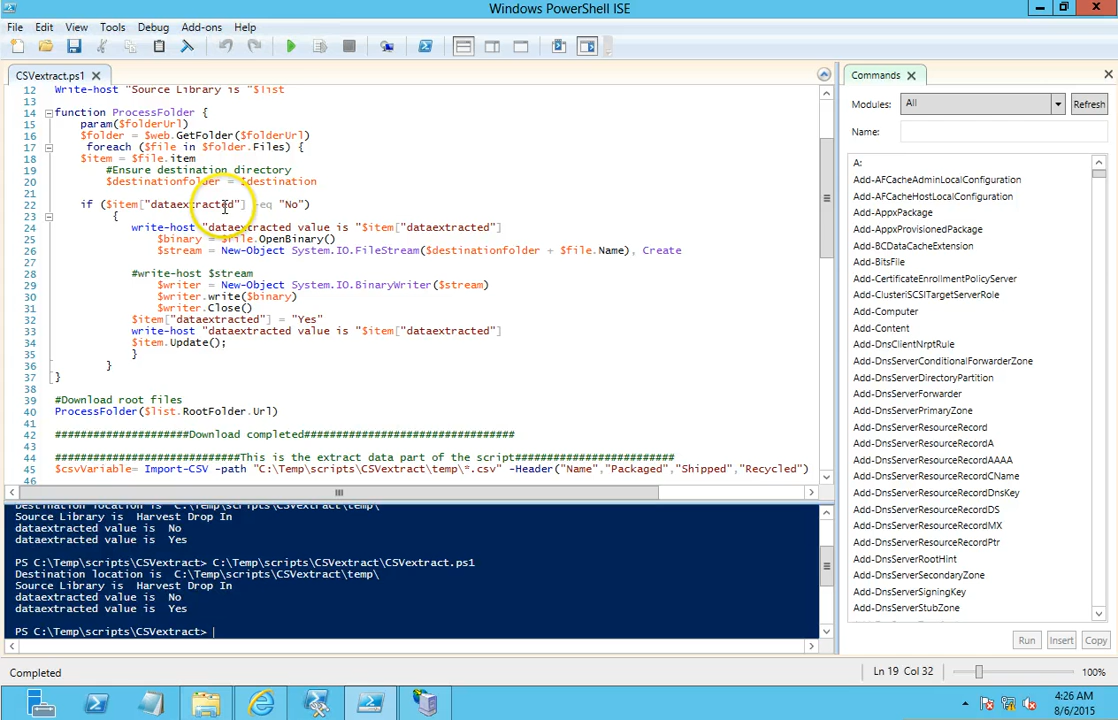 Windows PowerShell ISE
File Edit View Tools Debug Add-ons Help
CSVextract.ps1
12 Write-host "Source Library is "$list
13
14 function ProcessFolder {
15 param($folderUrl)
16 $folder = $web.GetFolder($folderUrl)
17 foreach ($file in $folder.Files) {
18 $item = $file.item
19 #Ensure destination directory
20 $destinationfolder = $destination
21
22 if ($item["dataextracted"] -eq "No")
23 {
24 write-host "dataextracted value is "$item["dataextracted"]
25 $binary = $file.OpenBinary()
26 $stream = New-Object System.IO.FileStream($destinationfolder + $file.Name), Create
27
28 #write-host $stream
29 $writer = New-Object System.IO.BinaryWriter($stream)
30 $writer.write($binary)
31 $writer.Close()
32 $item["dataextracted"] = "Yes"
33 write-host "dataextracted value is "$item["dataextracted"]
34 $item.Update();
35 }
36 }
37 }
38
39 #Download root files
40 ProcessFolder($list.RootFolder.Url)
41
42 #####################Download completed################################
43
44 #############################This is the extract data part of the script#########################
45 $csvVariable= Import-CSV -path "C:\Temp\scripts\CSVextract\temp\*.csv" -Header("Name","Packaged","Shipped","Recycled")
46
Destination location is C:\Temp\scripts\CSVextract\temp\
Source Library is Harvest Drop In
dataextracted value is No
dataextracted value is Yes
PS C:\Temp\scripts\CSVextract> C:\Temp\scripts\CSVextract\CSVextract.ps1
Destination location is C:\Temp\scripts\CSVextract\temp\
Source Library is Harvest Drop In
dataextracted value is No
dataextracted value is Yes
PS C:\Temp\scripts\CSVextract>
Commands
Modules: All Refresh
Name:
A:
Add-ADFSCacheAdminLocalConfiguration
Add-AFCacheHostLocalConfiguration
Add-AppxPackage
Add-AppxProvisionedPackage
Add-BCDataCacheExtension
Add-BitsFile
Add-CertificateEnrollmentPolicyServer
Add-ClusteriSCSITargetServerRole
Add-Computer
Add-Content
Add-DnsClientNrptRule
Add-DnsServerConditionalForwarderZone
Add-DnsServerDirectoryPartition
Add-DnsServerForwarder
Add-DnsServerPrimaryZone
Add-DnsServerResourceRecord
Add-DnsServerResourceRecordA
Add-DnsServerResourceRecordAAAA
Add-DnsServerResourceRecordCName
Add-DnsServerResourceRecordDnsKey
Add-DnsServerResourceRecordDS
Add-DnsServerResourceRecordMX
Add-DnsServerResourceRecordPtr
Add-DnsServerRootHint
Add-DnsServerSecondaryZone
Add-DnsServerSigningKey
Add-DnsServerStubZone
Run Insert Copy
Completed
Ln 19 Col 32
100%
4:26 AM
8/6/2015